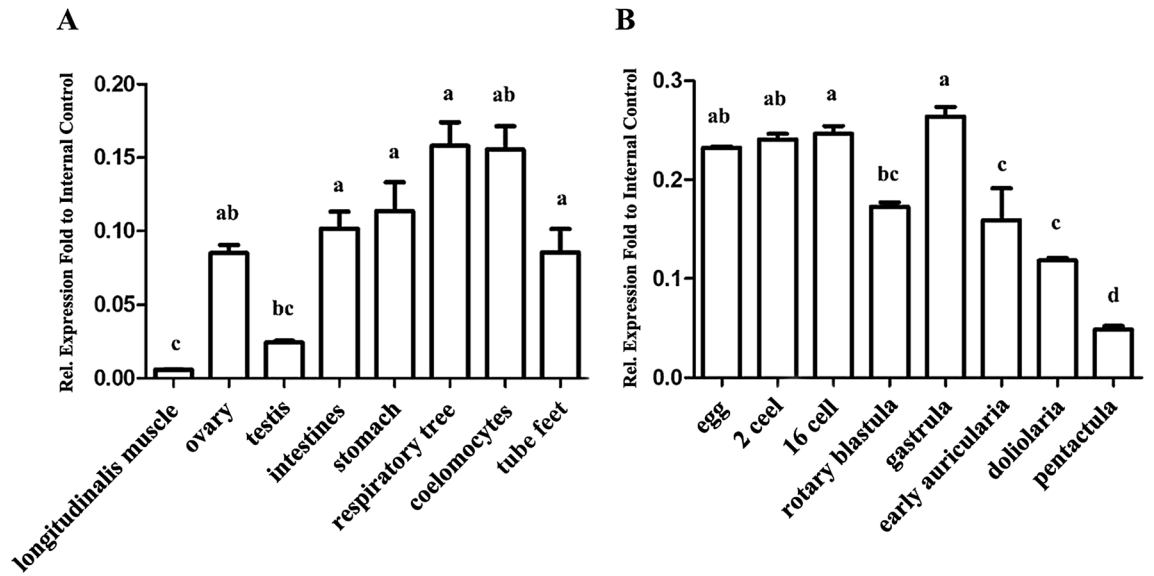 A
Rel. Expression Fold to Internal Control
0.20
0.15
0.10
0.05
0.00
c
ab
bc
a
a
a
ab
a
longitudinalis muscle
ovary
testis
intestines
stomach
respiratory tree
coelomocytes
tube feet
B
Rel. Expression Fold to Internal Control
0.3
0.2
0.1
0.0
ab
ab
a
bc
a
c
c
d
egg
2 ceel
16 cell
rotary blastula
gastrula
early auricularia
doliolaria
pentactula